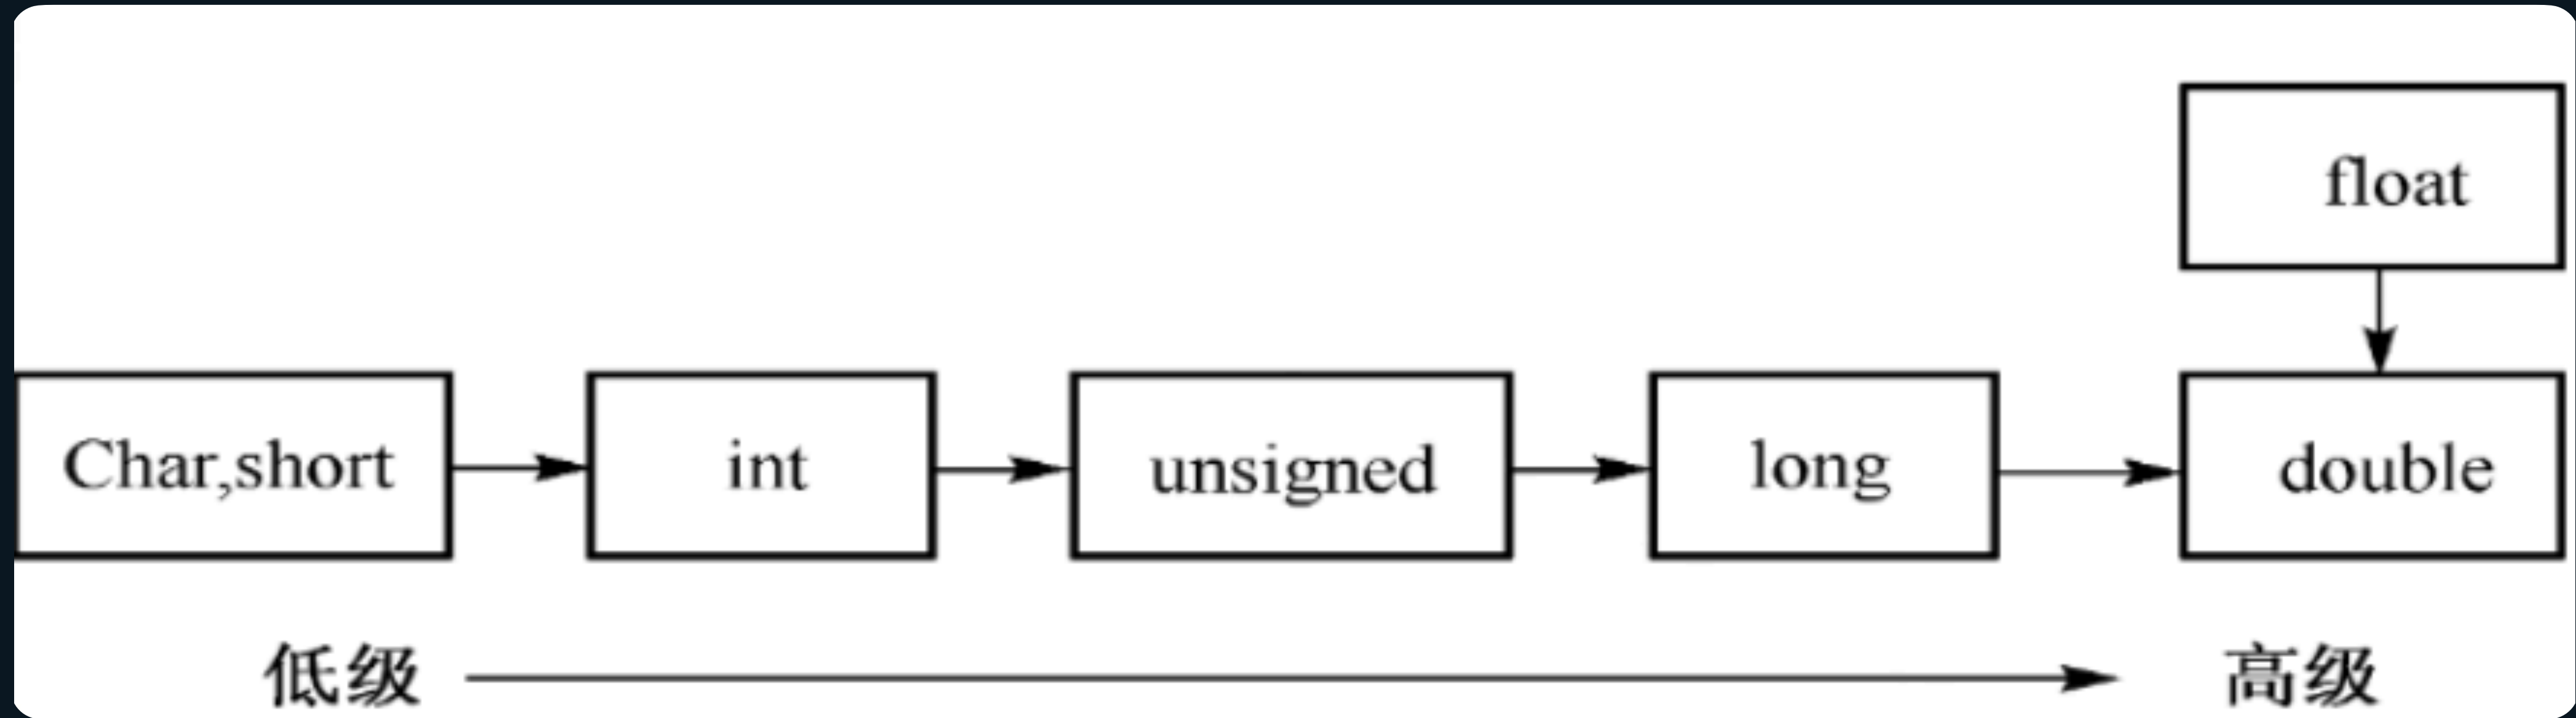 float
Char,short
int
unsigned
long
double
低级
高级